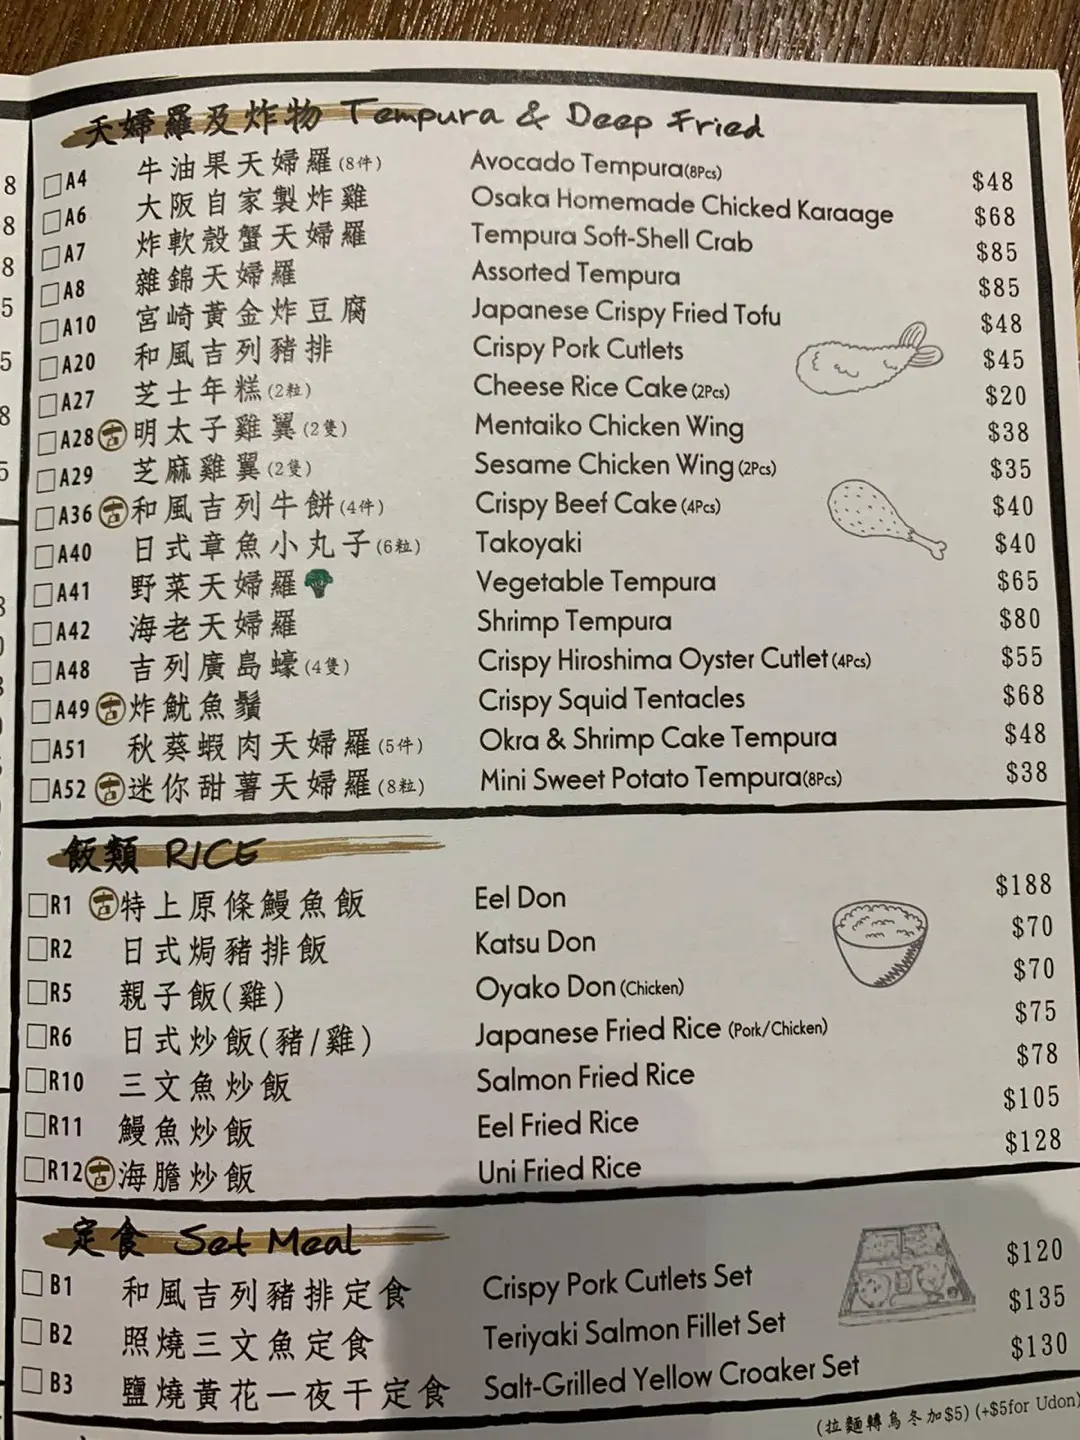 天婦羅及炸物 Tempura & Deep Fried
A4 牛油果天婦羅(8件) Avocado Tempura(8Pcs) $48
A6 大阪自家製炸雞 Osaka Homemade Chicked Karaage $68
A7 炸軟殼蟹天婦羅 Tempura Soft-Shell Crab $85
A8 雜錦天婦羅 Assorted Tempura $85
A10 宮崎黃金炸豆腐 Japanese Crispy Fried Tofu $48
A20 和風吉列豬排 Crispy Pork Cutlets $45
A27 芝士年糕(2粒) Cheese Rice Cake(2Pcs) $20
A28 吉 明太子雞翼(2隻) Mentaiko Chicken Wing $38
A29 芝麻雞翼(2隻) Sesame Chicken Wing(2Pcs) $35
A36 吉 和風吉列牛餅(4件) Crispy Beef Cake(4Pcs) $40
A40 日式章魚小丸子(6粒) Takoyaki $40
A41 野菜天婦羅 Vegetable Tempura $65
A42 海老天婦羅 Shrimp Tempura $80
A48 吉列廣島蠔(4隻) Crispy Hiroshima Oyster Cutlet(4Pcs) $55
A49 吉 炸魷魚鬚 Crispy Squid Tentacles $68
A51 秋葵蝦肉天婦羅(5件) Okra & Shrimp Cake Tempura $48
A52 吉 迷你甜薯天婦羅(8粒) Mini Sweet Potato Tempura(8Pcs) $38
飯類 RICE
R1 吉 特上原條鰻魚飯 Eel Don $188
R2 日式焗豬排飯 Katsu Don $70
R5 親子飯(雞) Oyako Don(Chicken) $70
R6 日式炒飯(豬/雞) Japanese Fried Rice (Pork/Chicken) $75
R10 三文魚炒飯 Salmon Fried Rice $78
R11 鰻魚炒飯 Eel Fried Rice $105
R12 吉 海膽炒飯 Uni Fried Rice $128
定食 Set Meal
B1 和風吉列豬排定食 Crispy Pork Cutlets Set $120
B2 照燒三文魚定食 Teriyaki Salmon Fillet Set $135
B3 鹽燒黃花一夜干定食 Salt-Grilled Yellow Croaker Set $130
(拉麵轉烏冬加$5) (+$5for Udon)